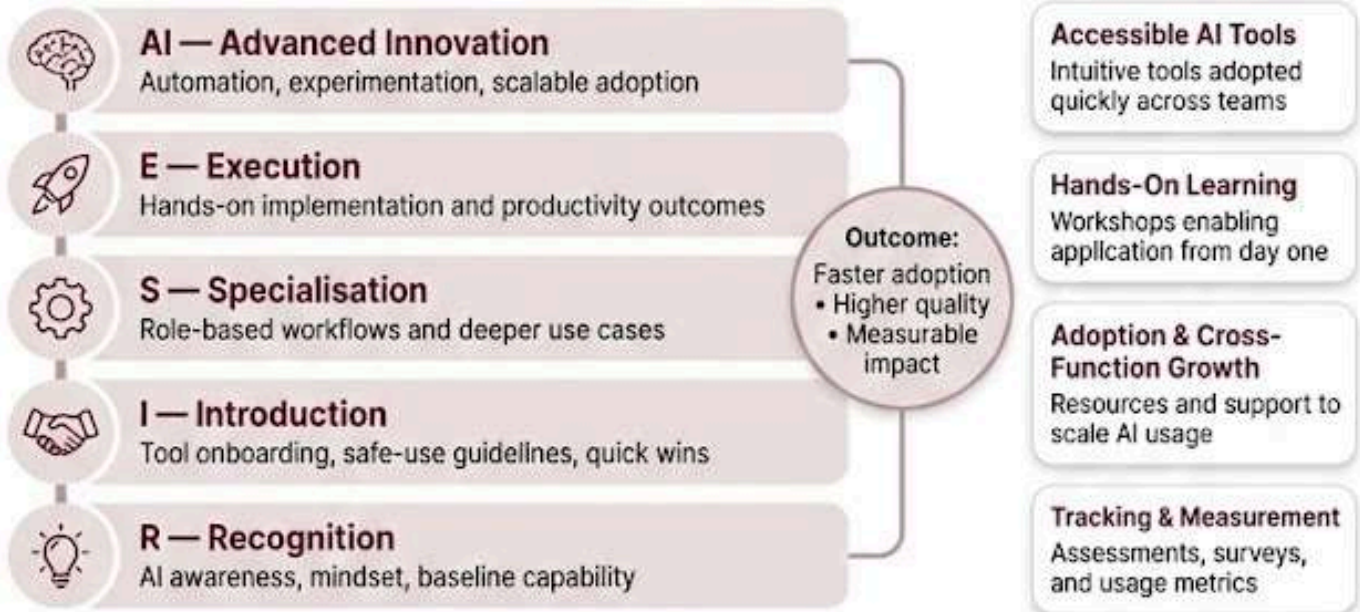 AI — Advanced Innovation
Automation, experimentation, scalable adoption
E — Execution
Hands-on implementation and productivity outcomes
S — Specialisation
Role-based workflows and deeper use cases
I — Introduction
Tool onboarding, safe-use guidelines, quick wins
R — Recognition
AI awareness, mindset, baseline capability
Outcome:
Faster adoption
• Higher quality
• Measurable
impact
Accessible AI Tools
Intuitive tools adopted
quickly across teams
Hands-On Learning
Workshops enabling
application from day one
Adoption & Cross-
Function Growth
Resources and support to
scale AI usage
Tracking & Measurement
Assessments, surveys,
and usage metrics